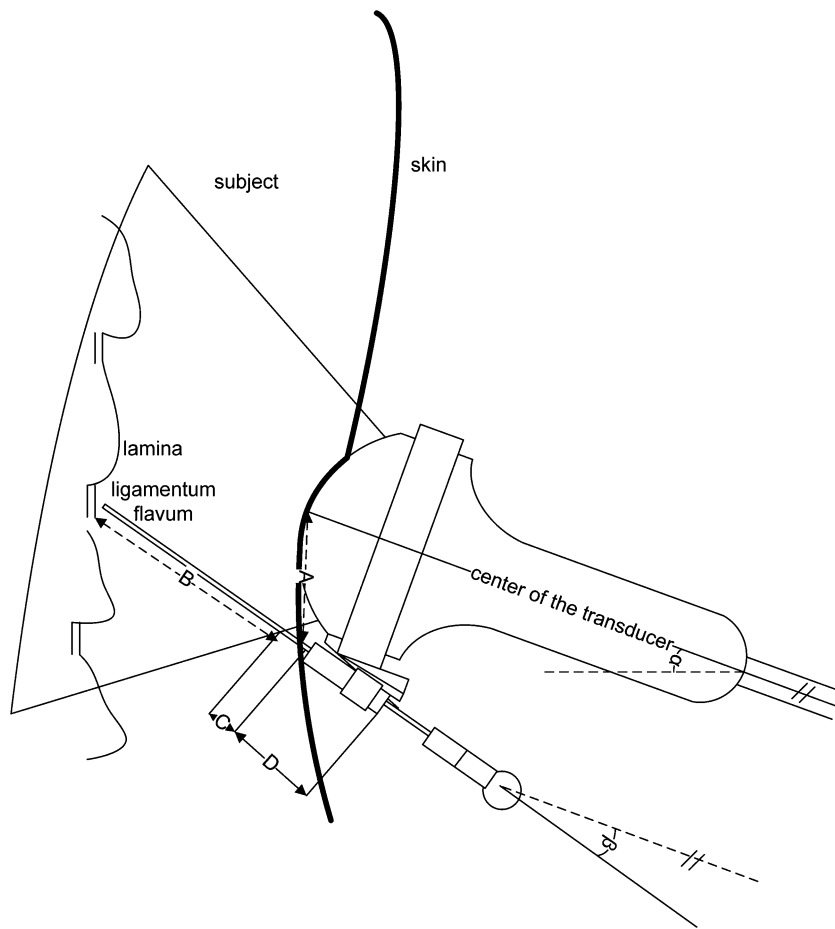 subject
skin
lamina
ligamentum
flavum
center of the transducer
A
B
α
C
D
β